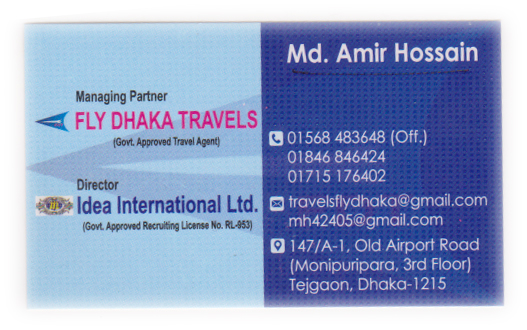 Managing Partner
FLY DHAKA TRAVELS
(Govt. Approved Travel Agent)
Director
Idea International Ltd.
(Govt. Approved Recruiting License No. RL-953)
Md. Amir Hossain
01568 483648 (Off.)
01846 846424
01715 176402
travelsflydhaka@gmail.com
mh42405@gmail.com
147/A-1, Old Airport Road
(Monipuripara, 3rd Floor)
Tejgaon, Dhaka-1215